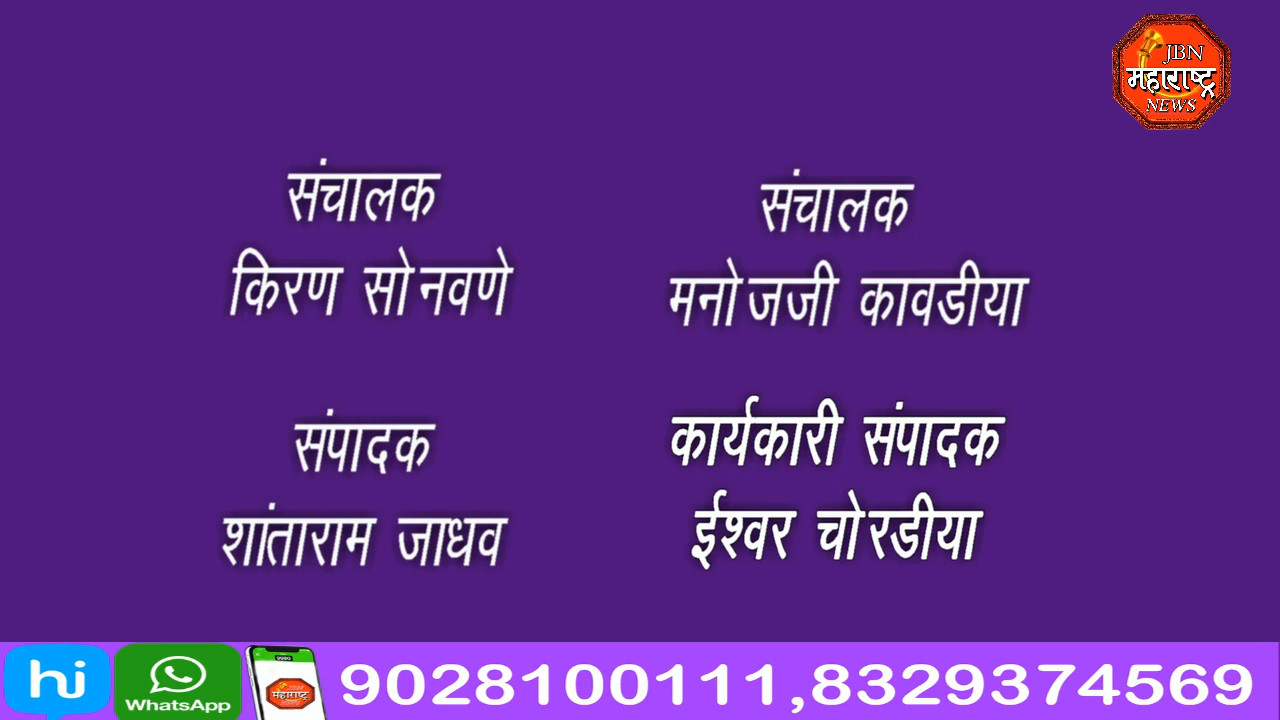 JBN
महाराष्ट्र
NEWS
संचालक
किरण सोनवणे
संचालक
मनोजजी कावडीया
संपादक
शांताराम जाधव
कार्यकारी संपादक
ईश्वर चोरडीया
hi
WhatsApp
महाराष्ट्र
9028100111,8329374569